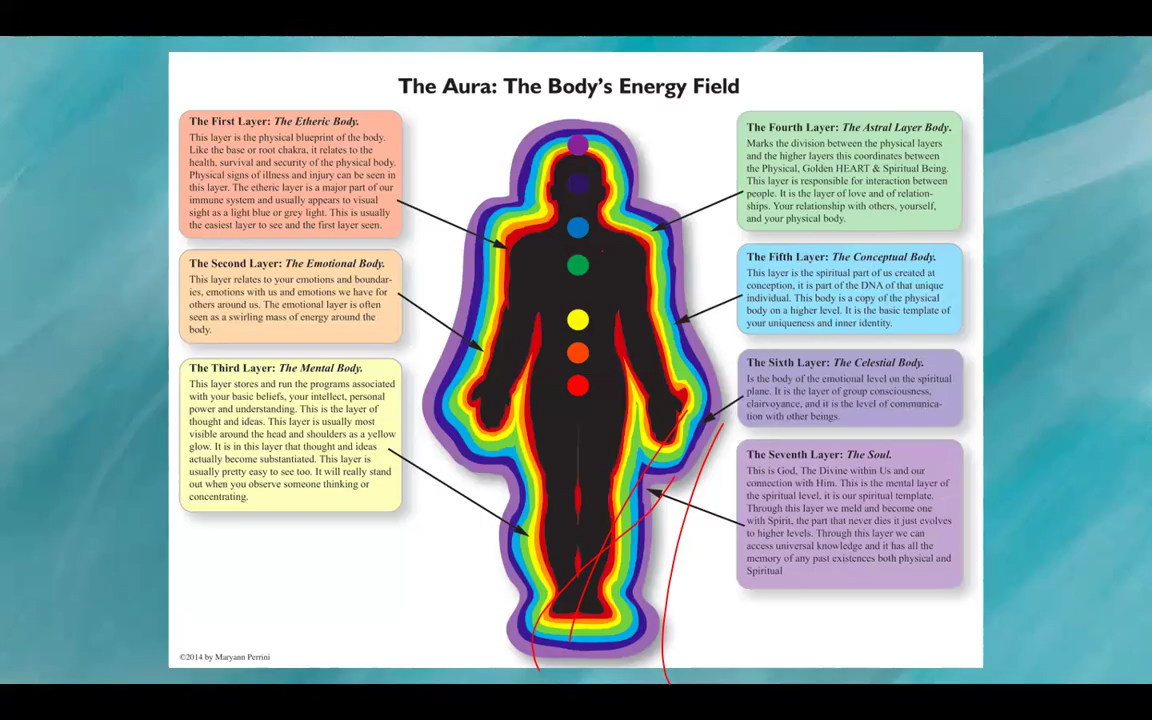 The Aura: The Body's Energy Field
The First Layer: The Etheric Body.
This layer is the physical blueprint of the body.
Like the base or root chakra, it relates to the
health, survival and security of the physical body.
Physical signs of illness and injury can be seen in
this layer. The etheric layer is a major part of our
immune system and usually appears to visual
sight as a light blue or grey light. This is usually
the easiest layer to see and the first layer seen.
The Second Layer: The Emotional Body.
This layer relates to your emotions and boundar-
ies, emotions with us and emotions we have for
others around us. The emotional layer is often
seen as a swirling mass of energy around the
body.
The Third Layer: The Mental Body.
This layer stores and run the programs associated
with your basic beliefs, your intellect, personal
power and understanding. This is the layer of
thought and ideas. This layer is usually most
visible around the head and shoulders as a yellow
glow. It is in this layer that thought and ideas
actually become substantiated. This layer is
usually pretty easy to see too. It will really stand
out when you observe someone thinking or
concentrating.
The Fourth Layer: The Astral Layer Body.
Marks the division between the physical layers
and the higher layers this coordinates between
the Physical, Golden HEART & Spiritual Being.
This layer is responsible for interaction between
people. It is the layer of love and of relation-
ships. Your relationship with others, yourself,
and your physical body.
The Fifth Layer: The Conceptual Body.
This layer is the spiritual part of us created at
conception, it is part of the DNA of that unique
individual. This body is a copy of the physical
body on a higher level. It is the basic template of
your uniqueness and inner identity.
The Sixth Layer: The Celestial Body.
Is the body of the emotional level on the spiritual
plane. It is the layer of group consciousness,
clairvoyance, and it is the level of communica-
tion with other beings.
The Seventh Layer: The Soul.
This is God, The Divine within Us and our
connection with Him. This is the mental layer of
the spiritual level, it is our spiritual template.
Through this layer we meld and become one
with Spirit, the part that never dies it just evolves
to higher levels. Through this layer we can
access universal knowledge and it has all the
memory of any past existences both physical and
Spiritual
©2014 by Maryann Perrini